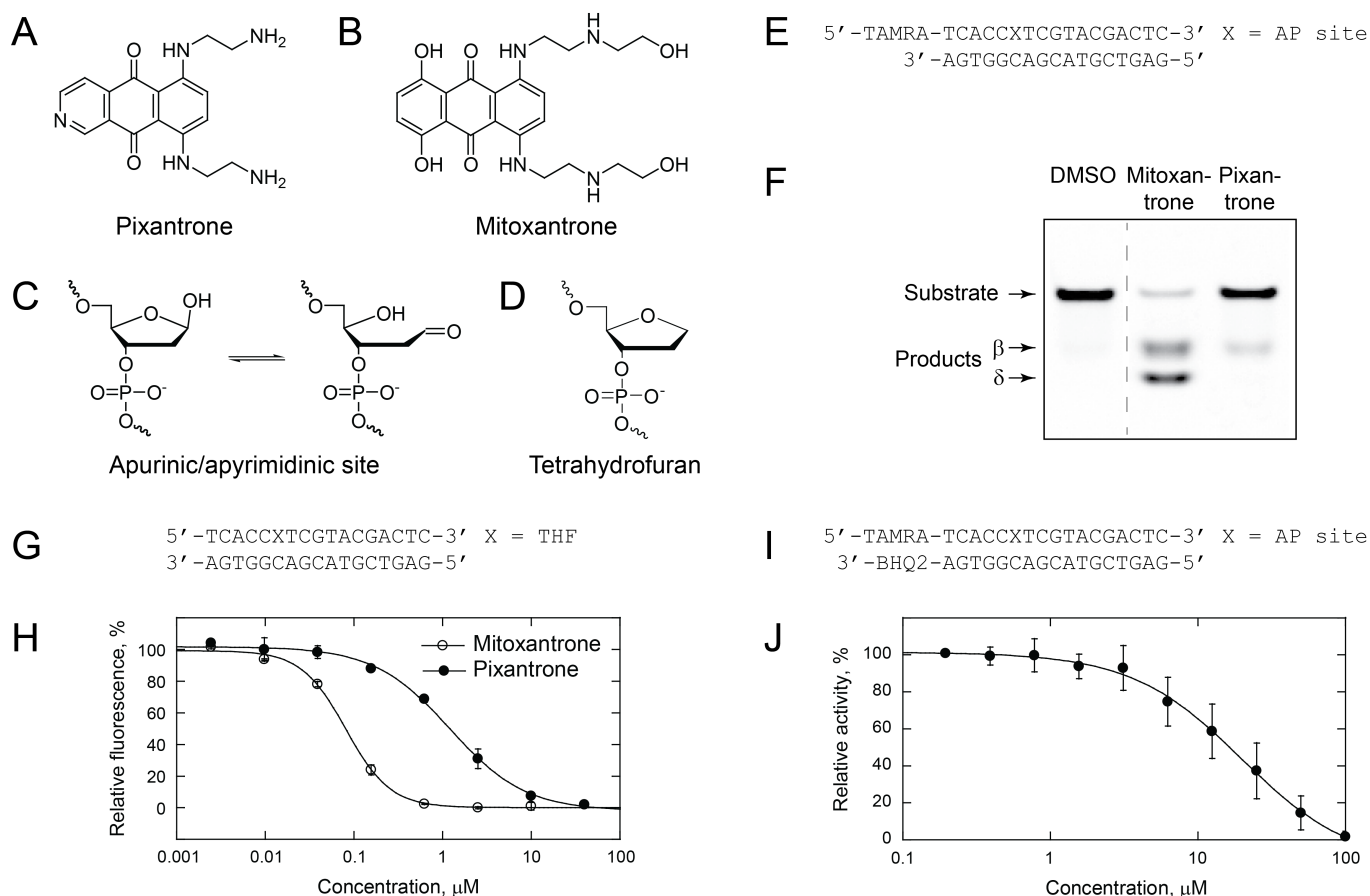 A
NH₂
HN
O
N
O
HN
NH₂
Pixantrone
B
H
N
OH
OH
O
HN
OH
O
HN
N
H
OH
Mitoxantrone
C
O
OH
O
O
O=P-O⁻
O
O
OH
O
O
O=P-O⁻
O
Apurinic/apyrimidinic site
D
O
O
O
O=P-O⁻
O
Tetrahydrofuran
E
5’-TAMRA-TCACCXTCGTACGACTC-3’ X = AP site
3’-AGTGGCAGCATGCTGAG-5’
F
DMSO
Mitoxan-
trone
Pixan-
trone
Substrate
Products
β
δ
G
5’-TCACCXTCGTACGACTC-3’ X = THF
3’-AGTGGCAGCATGCTGAG-5’
H
Relative fluorescence, %
100
80
60
40
20
0
Mitoxantrone
Pixantrone
0.001 0.01 0.1 1 10 100
Concentration, μM
I
5’-TAMRA-TCACCXTCGTACGACTC-3’ X = AP site
3’-BHQ2-AGTGGCAGCATGCTGAG-5’
J
Relative activity, %
100
80
60
40
20
0
0.1 1 10 100
Concentration, μM